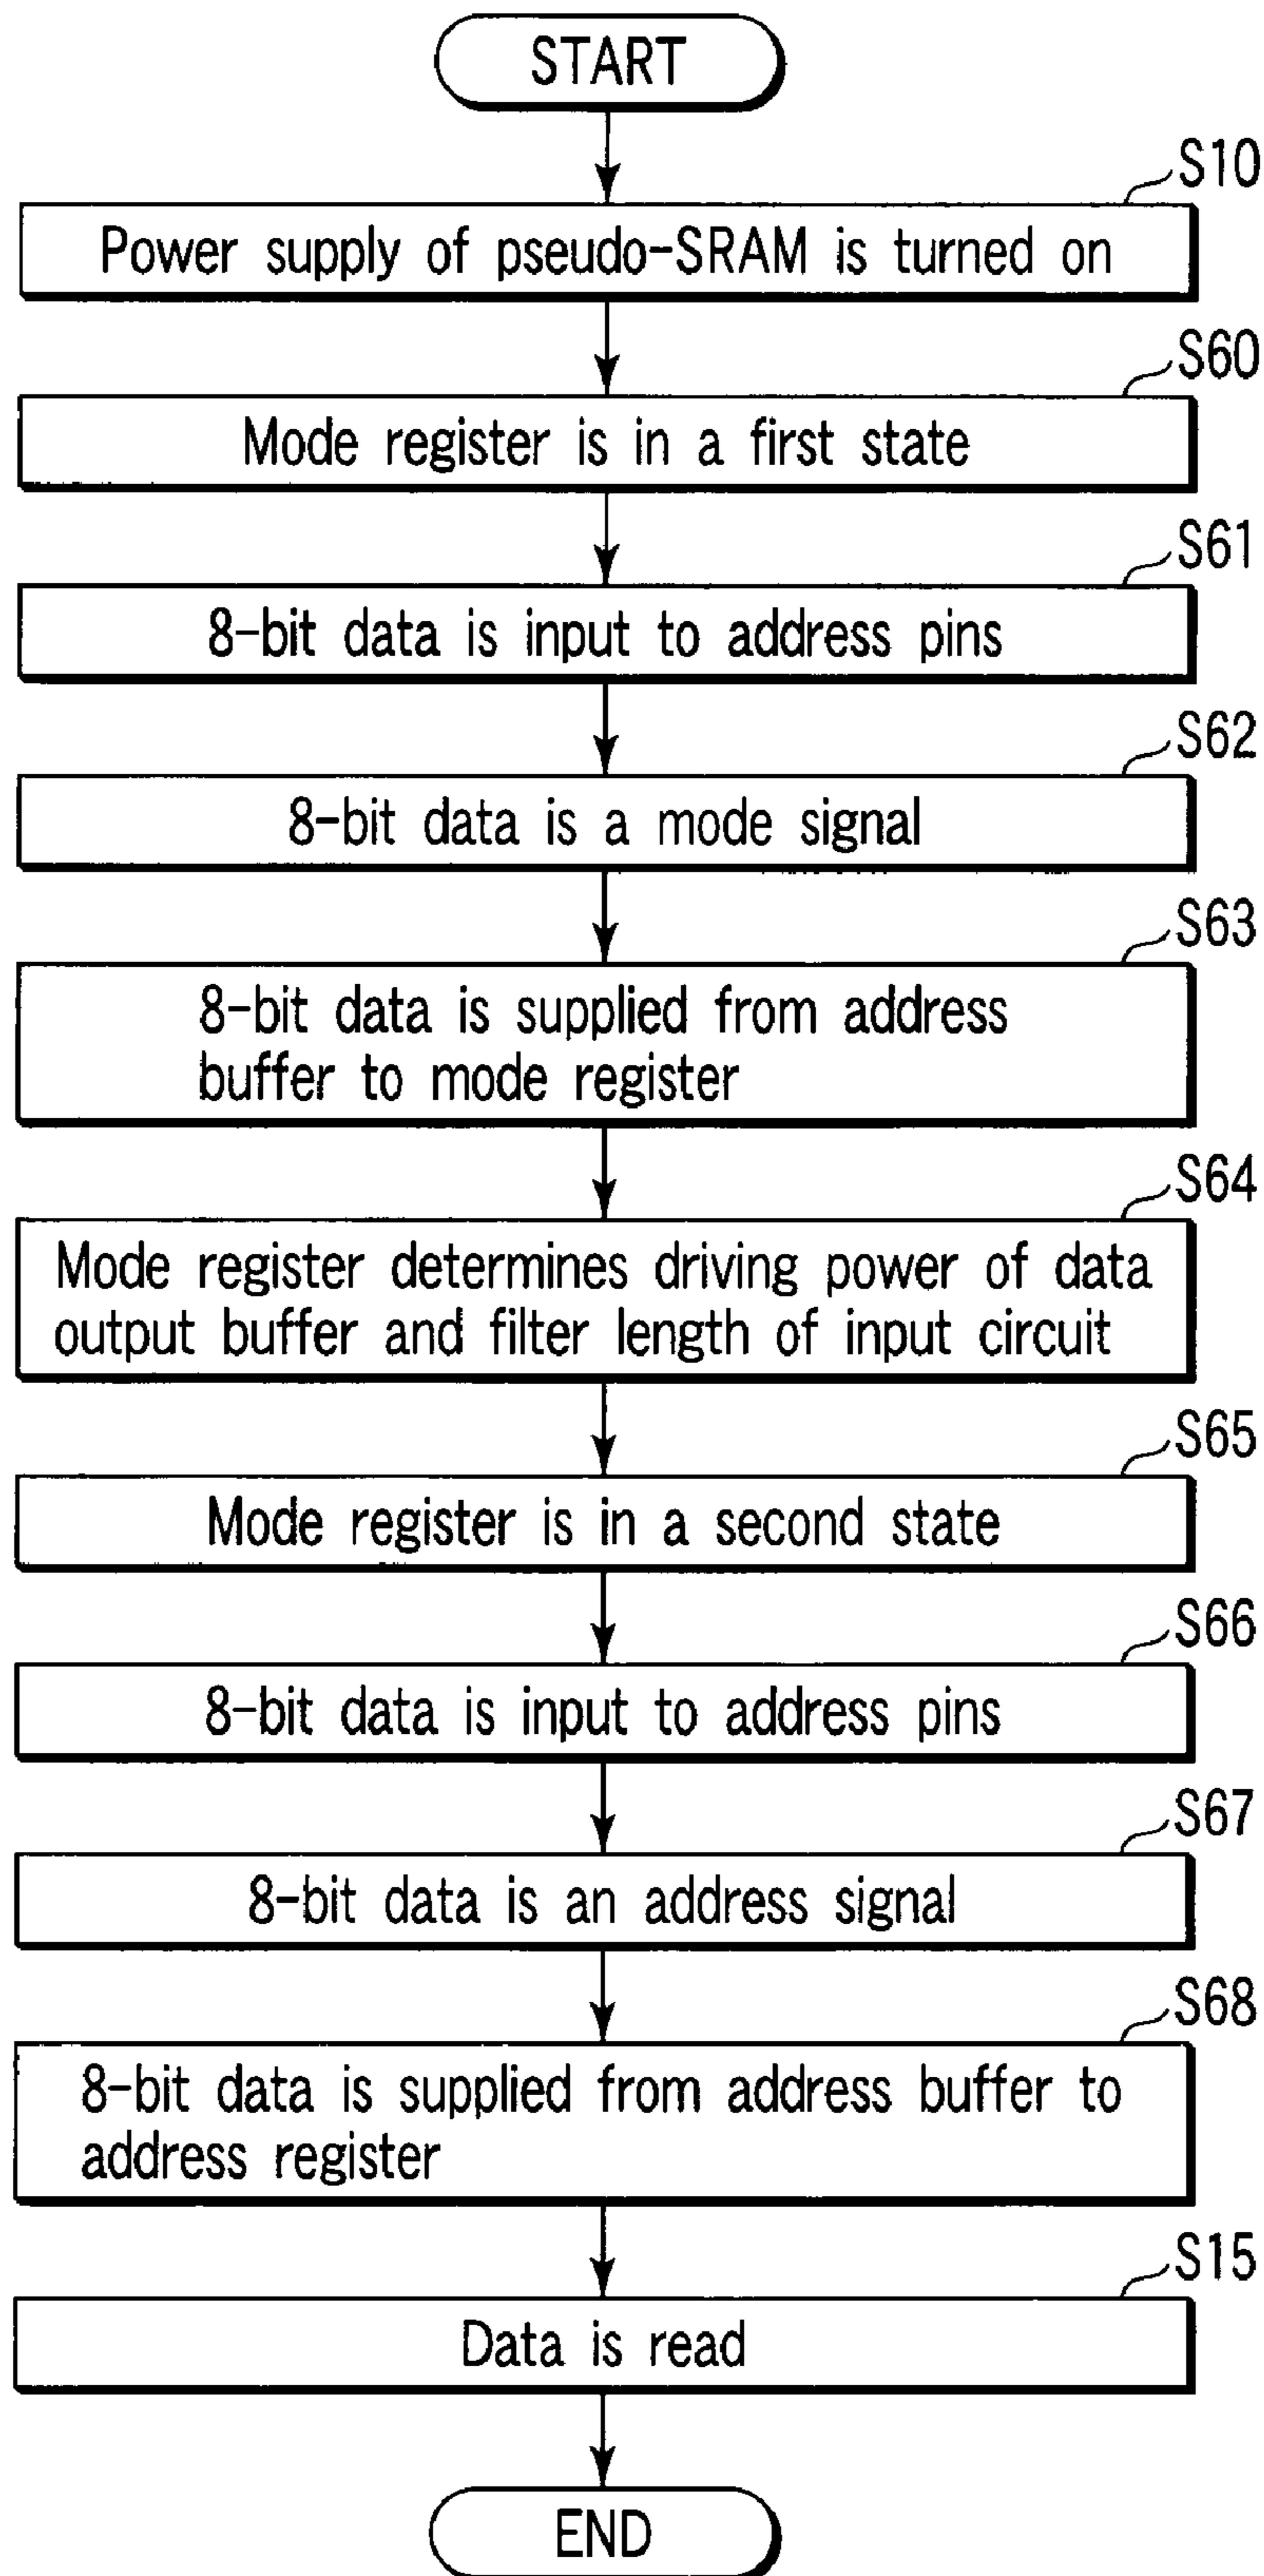 START
S10
Power supply of pseudo-SRAM is turned on
S60
Mode register is in a first state
S61
8-bit data is input to address pins
S62
8-bit data is a mode signal
S63
8-bit data is supplied from address
buffer to mode register
S64
Mode register determines driving power of data
output buffer and filter length of input circuit
S65
Mode register is in a second state
S66
8-bit data is input to address pins
S67
8-bit data is an address signal
S68
8-bit data is supplied from address buffer to
address register
S15
Data is read
END